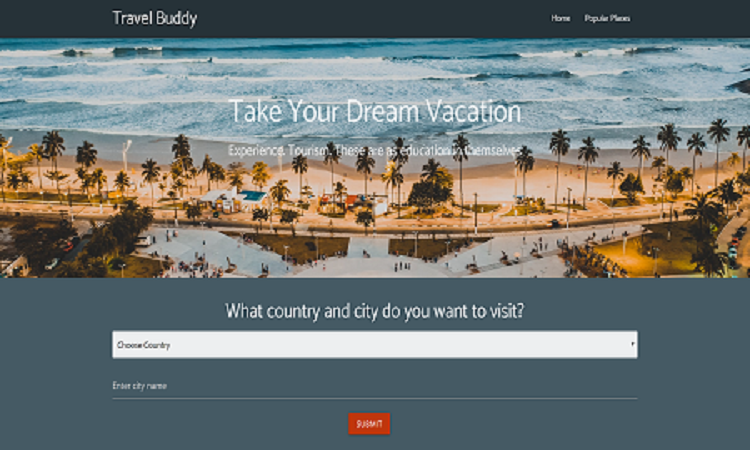 Travel Buddy
Home Popular Places
Take Your Dream Vacation
Experience. Tourism. These are as education in themselves
What country and city do you want to visit?
Choose Country
Enter city name
SUBMIT